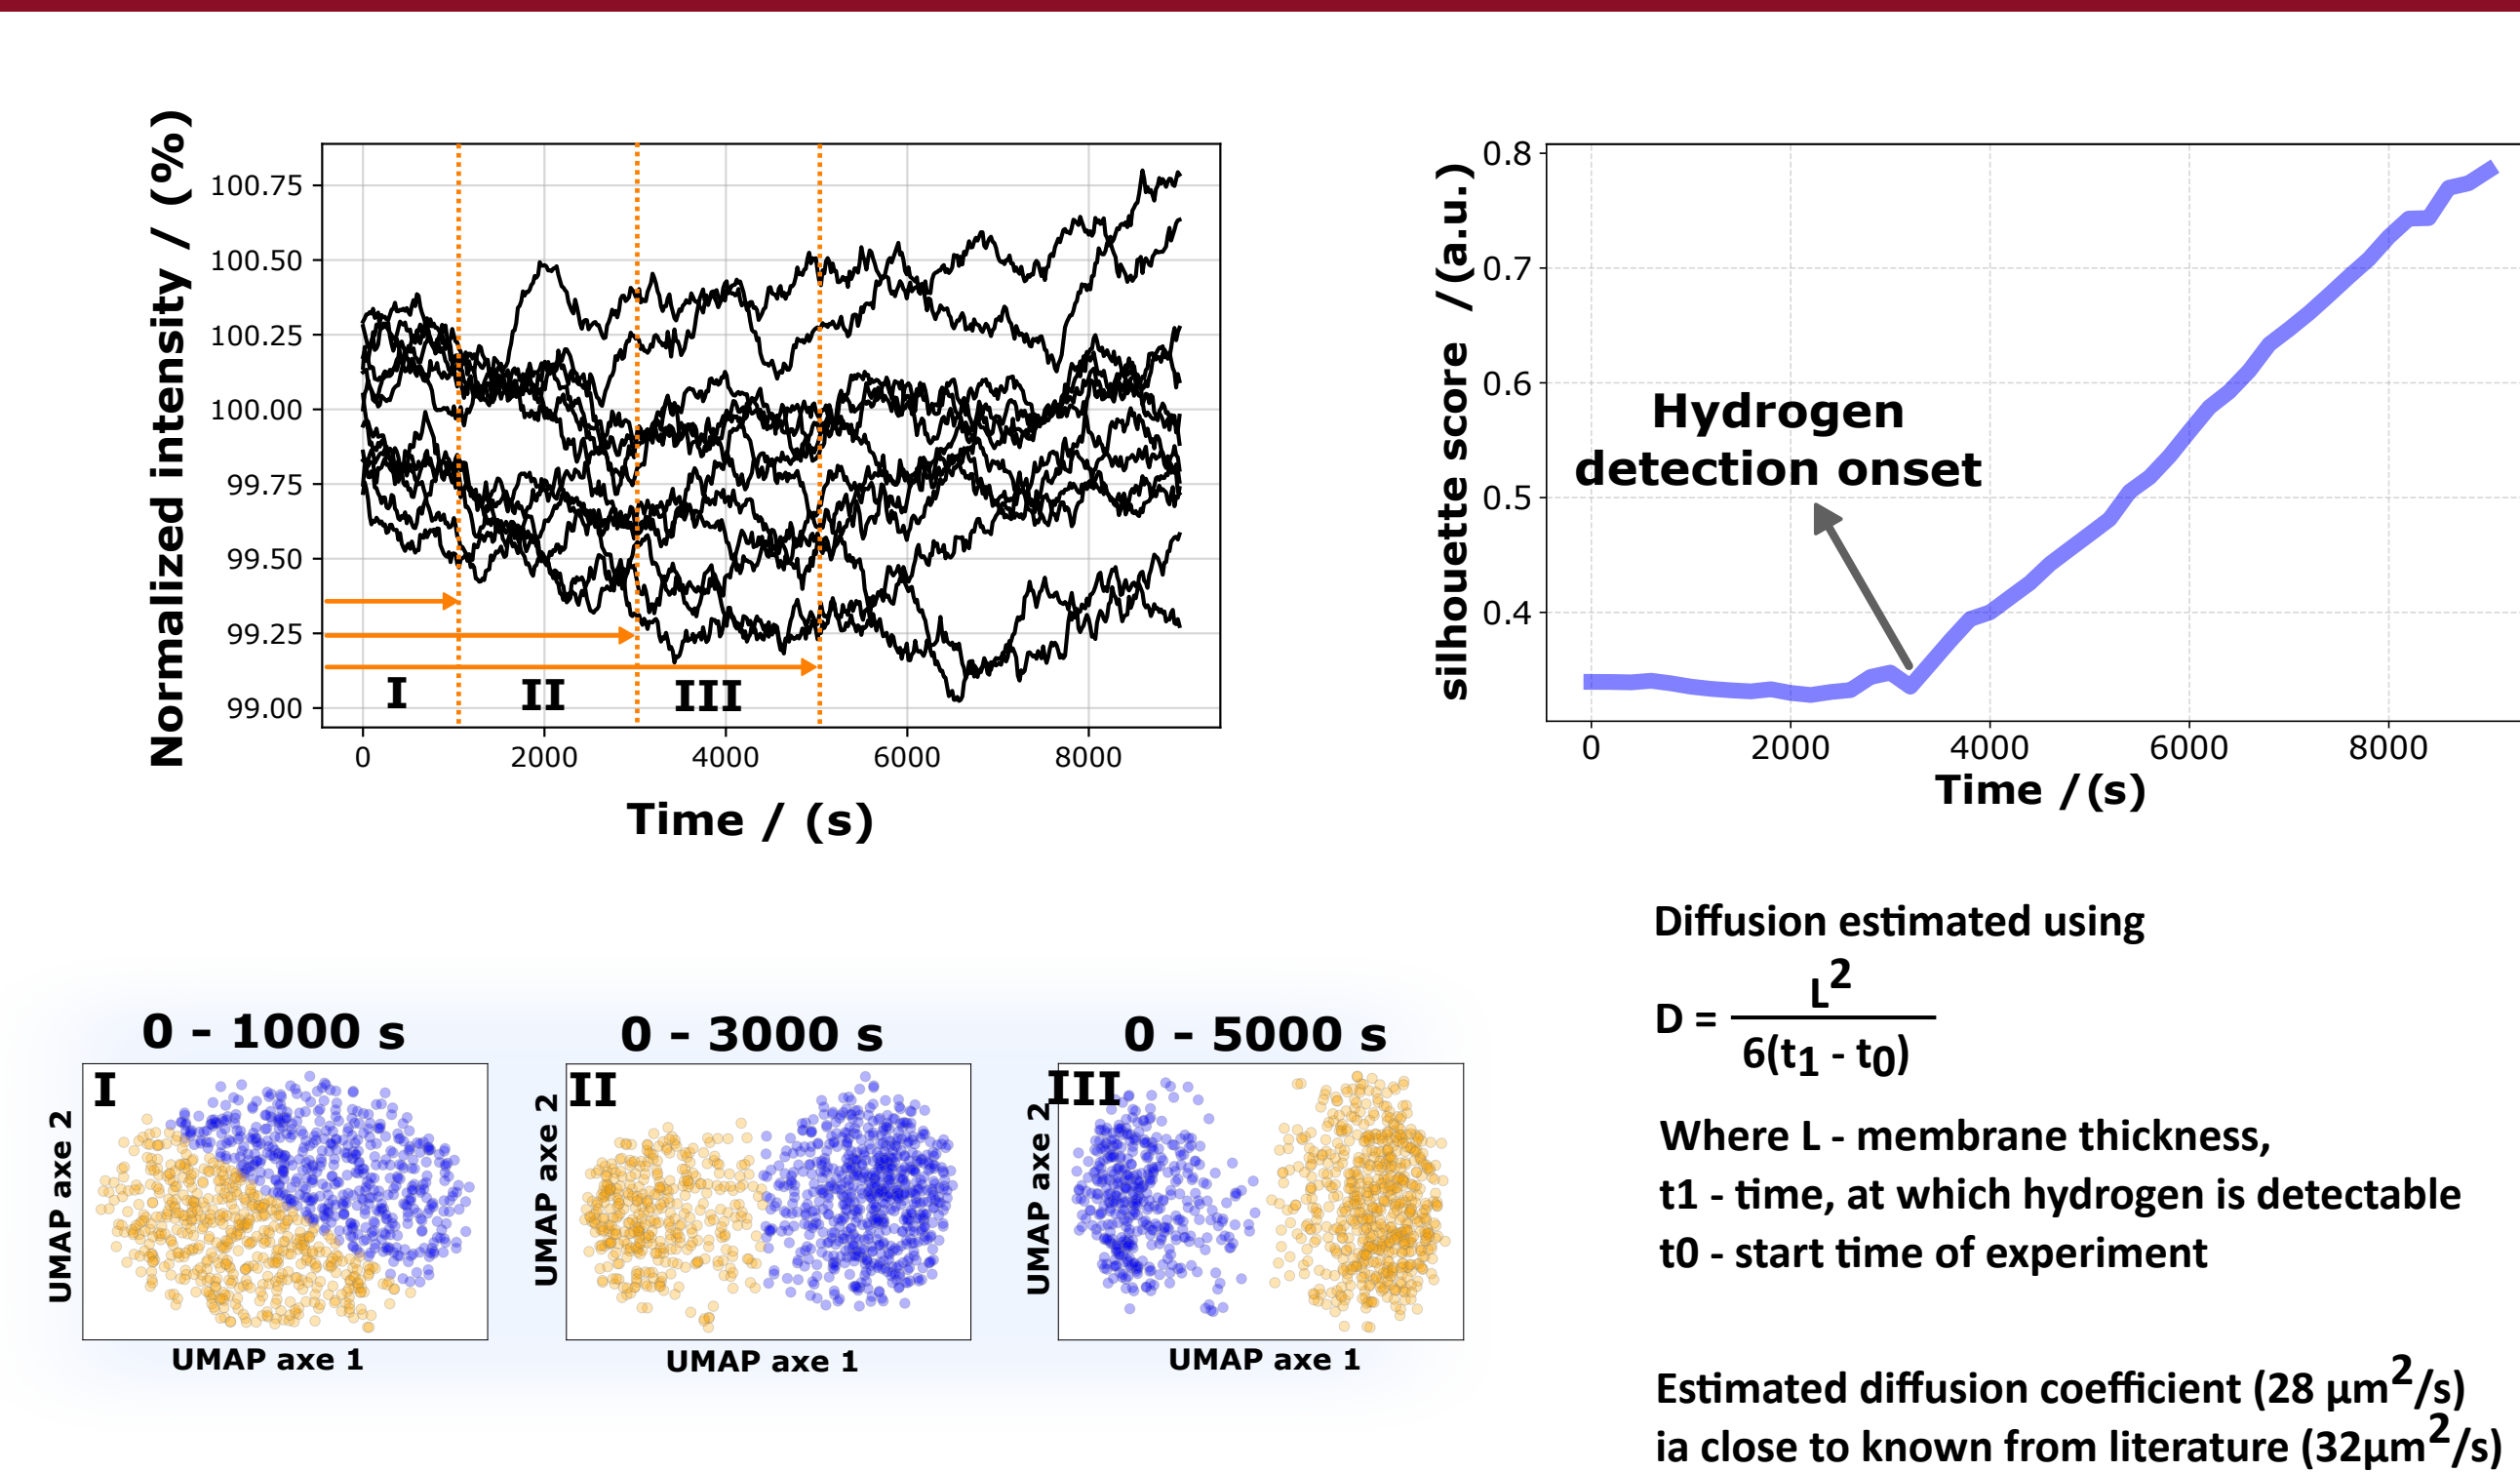 Normalized intensity / (%)
100.75
100.50
100.25
100.00
99.75
99.50
99.25
99.00
I
II
III
0
2000
4000
6000
8000
Time / (s)
silhouette score /(a.u.)
0.8
0.7
0.6
0.5
0.4
Hydrogen
detection onset
0
2000
4000
6000
8000
Time /(s)
0 - 1000 s
I
UMAP axe 2
UMAP axe 1
0 - 3000 s
II
UMAP axe 2
UMAP axe 1
0 - 5000 s
III
UMAP axe 2
UMAP axe 1
Diffusion estimated using
L²
D =
6(t₁ - t₀)
Where L - membrane thickness,
t1 - time, at which hydrogen is detectable
t0 - start time of experiment
Estimated diffusion coefficient (28 µm²/s)
ia close to known from literature (32µm²/s)